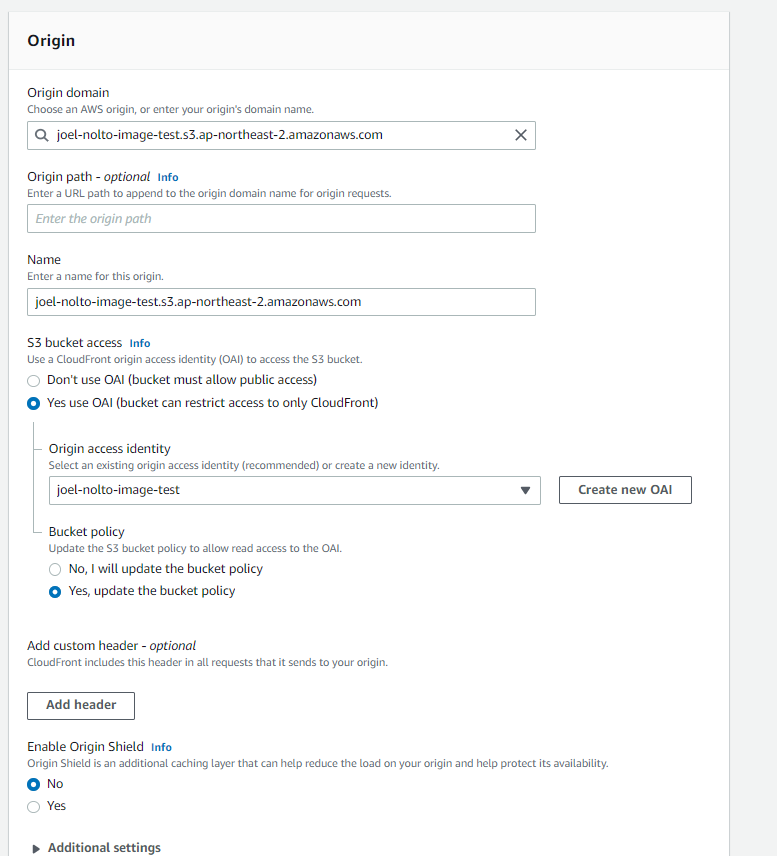 Origin
Origin domain
Choose an AWS origin, or enter your origin's domain name.
joel-nolto-image-test.s3.ap-northeast-2.amazonaws.com
Origin path - optional Info
Enter a URL path to append to the origin domain name for origin requests.
Enter the origin path
Name
Enter a name for this origin.
joel-nolto-image-test.s3.ap-northeast-2.amazonaws.com
S3 bucket access Info
Use a CloudFront origin access identity (OAI) to access the S3 bucket.
Don't use OAI (bucket must allow public access)
Yes use OAI (bucket can restrict access to only CloudFront)
Origin access identity
Select an existing origin access identity (recommended) or create a new identity.
joel-nolto-image-test Create new OAI
Bucket policy
Update the S3 bucket policy to allow read access to the OAI.
No, I will update the bucket policy
Yes, update the bucket policy
Add custom header - optional
CloudFront includes this header in all requests that it sends to your origin.
Add header
Enable Origin Shield Info
Origin Shield is an additional caching layer that can help reduce the load on your origin and help protect its availability.
No
Yes
Additional settings